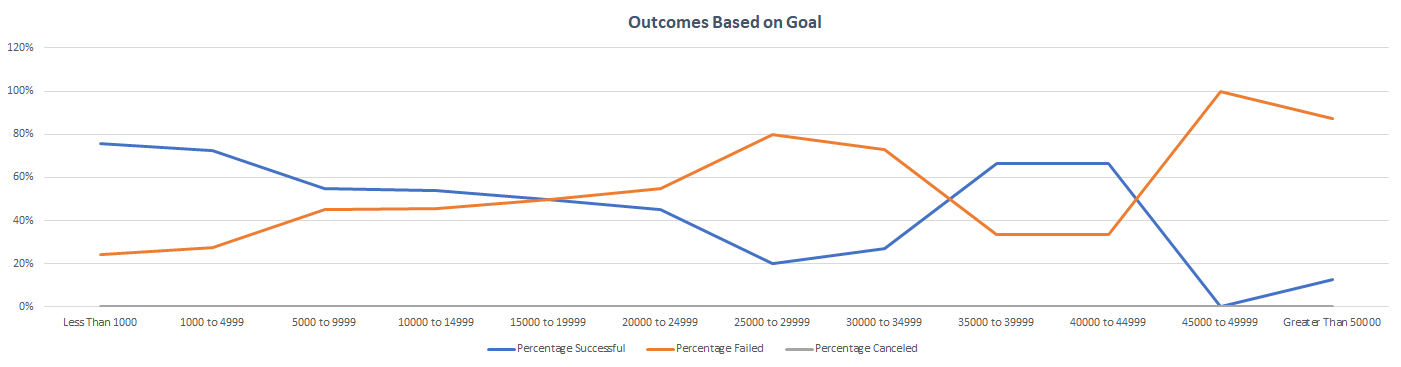 Outcomes Based on Goal
120%
100%
80%
60%
40%
20%
0%
Less Than 1000 1000 to 4999 5000 to 9999 10000 to 14999 15000 to 19999 20000 to 24999 25000 to 29999 30000 to 34999 35000 to 39999 40000 to 44999 45000 to 49999 Greater Than 50000
Percentage Successful Percentage Failed Percentage Canceled